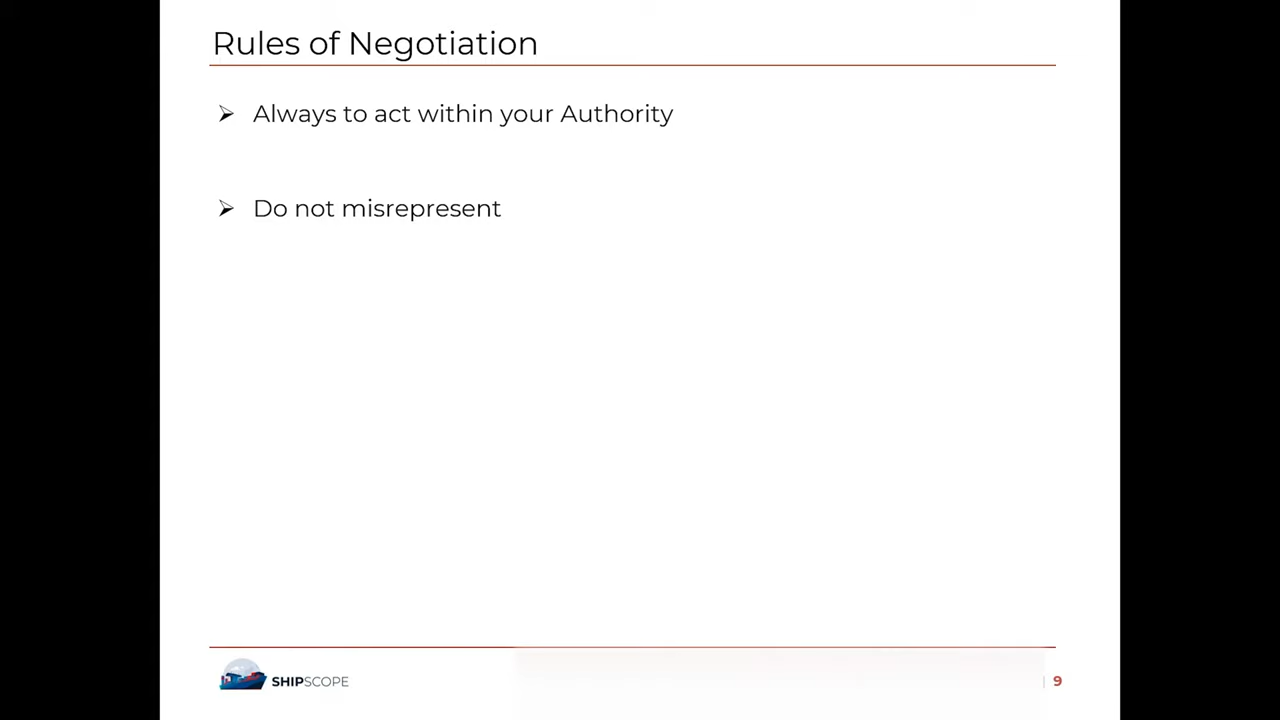 Rules of Negotiation
➢ Always to act within your Authority
➢ Do not misrepresent
SHIPSCOPE
| 9